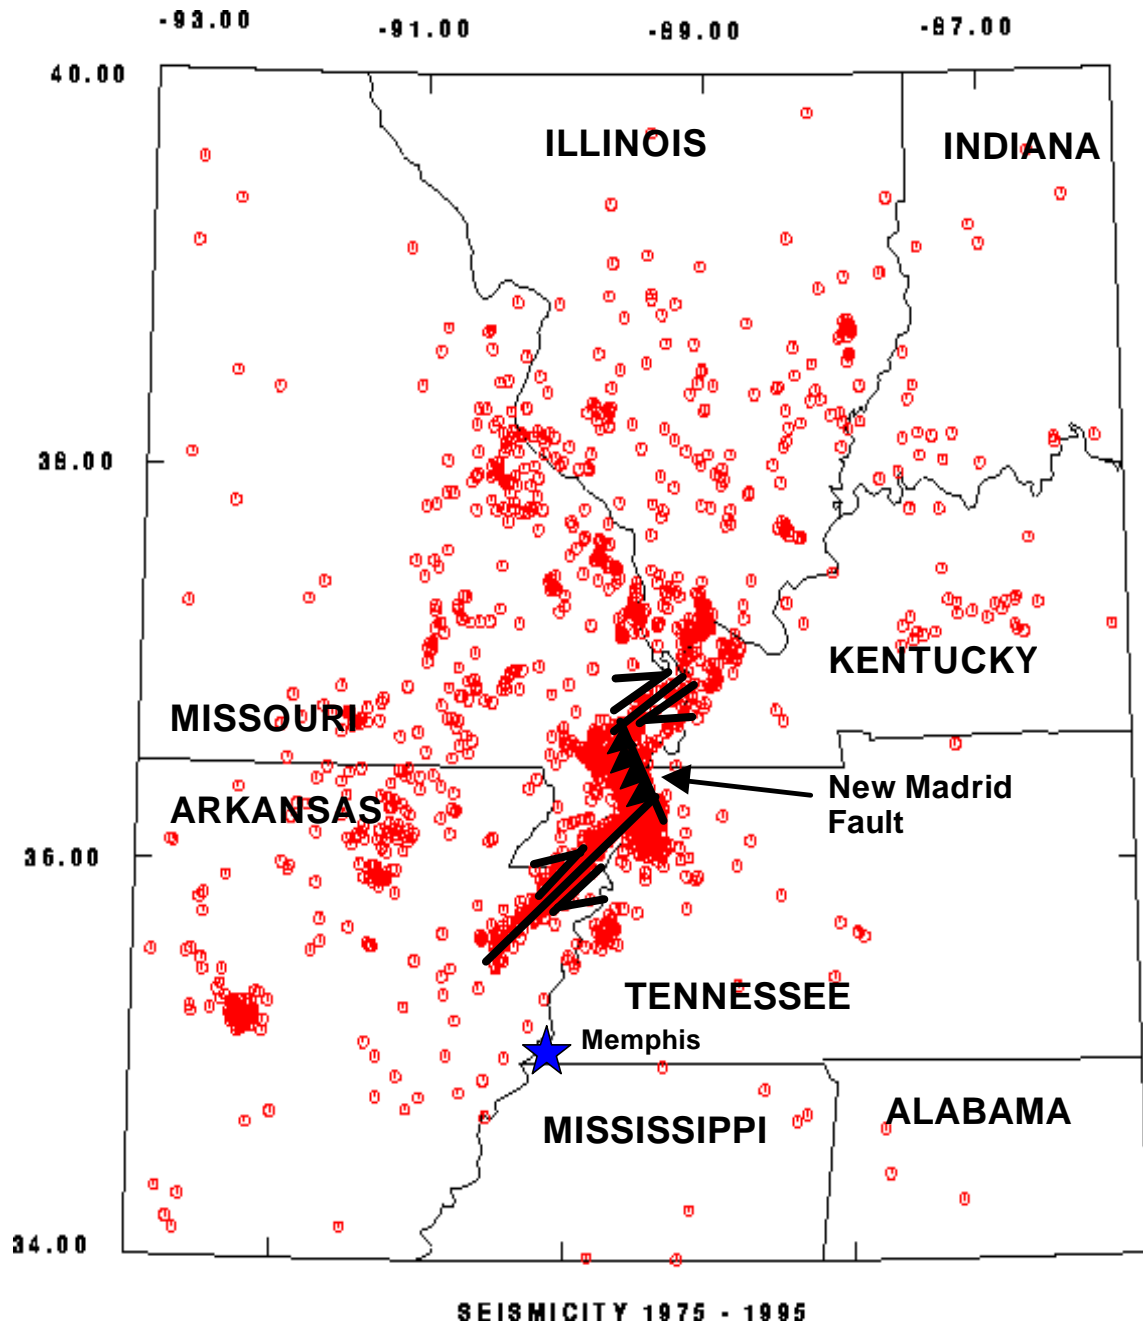 -93.00 -91.00 -89.00 -87.00
40.00
ILLINOIS
INDIANA
38.00
KENTUCKY
MISSOURI
New Madrid
Fault
ARKANSAS
36.00
TENNESSEE
Memphis
ALABAMA
MISSISSIPPI
34.00
SEISMICITY 1975 - 1995